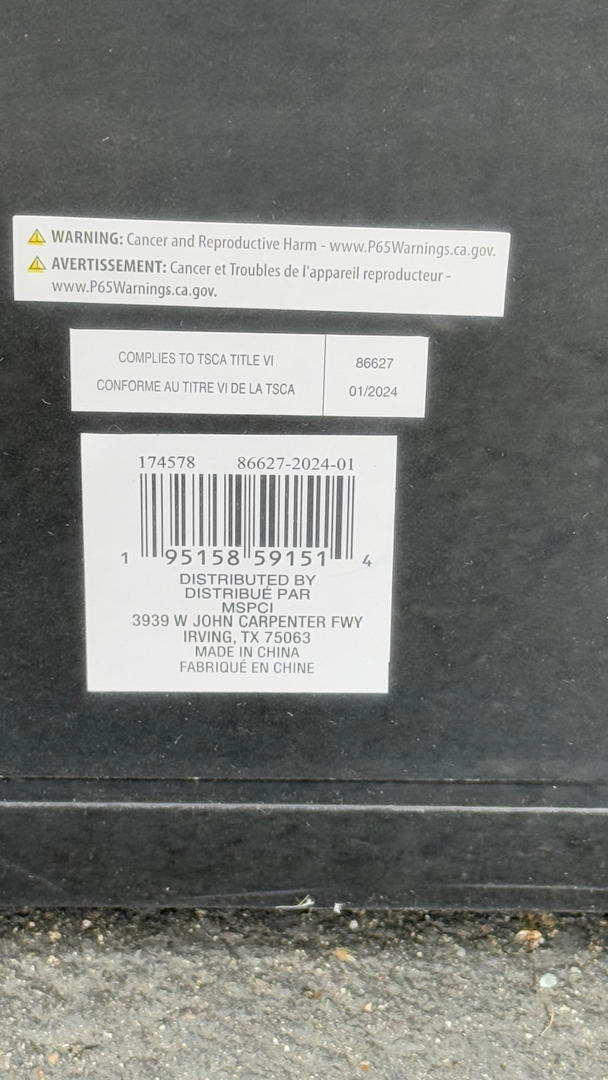 WARNING: Cancer and Reproductive Harm - www.P65Warnings.ca.gov.
AVERTISSEMENT: Cancer et Troubles de l'appareil reproducteur -
www.P65Warnings.ca.gov.
COMPLIES TO TSCA TITLE VI
CONFORME AU TITRE VI DE LA TSCA
86627
01/2024
174578 86627-2024-01
1 95158 59151 4
DISTRIBUTED BY
DISTRIBUÉ PAR
MSPCI
3939 W JOHN CARPENTER FWY
IRVING, TX 75063
MADE IN CHINA
FABRIQUÉ EN CHINE